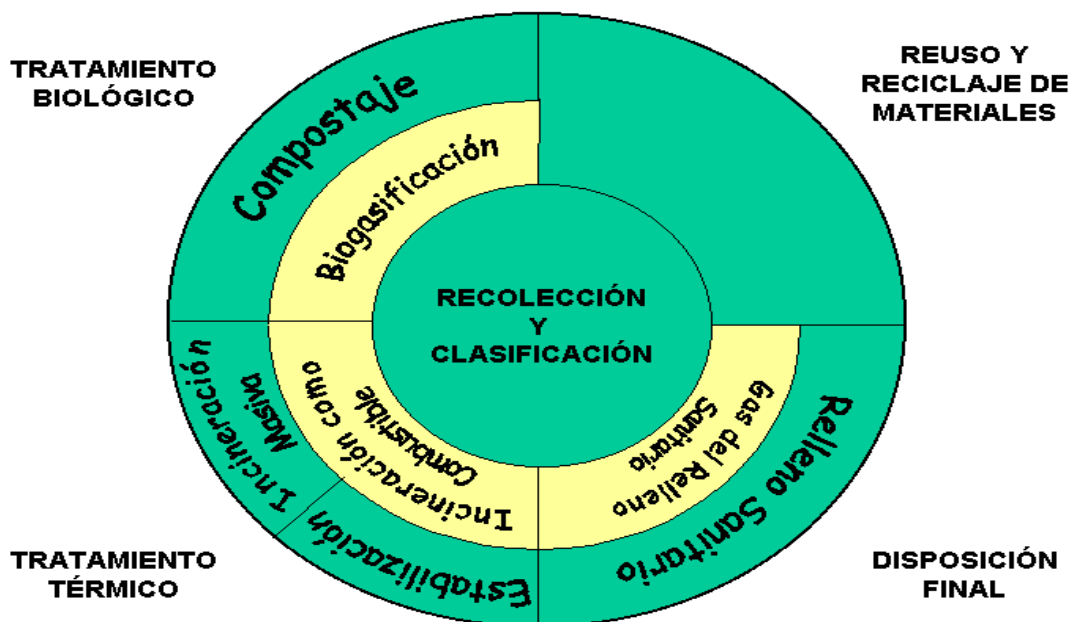 TRATAMIENTO
BIOLÓGICO
REUSO Y
RECICLAJE DE
MATERIALES
Compostaje
Biogasificación
RECOLECCIÓN
Y
CLASIFICACIÓN
Incineración
Masiva
Incineración como
Combustible
Estabilización
Gas del Relleno
Sanitario
Relleno Sanitario
TRATAMIENTO
TÉRMICO
DISPOSICIÓN
FINAL